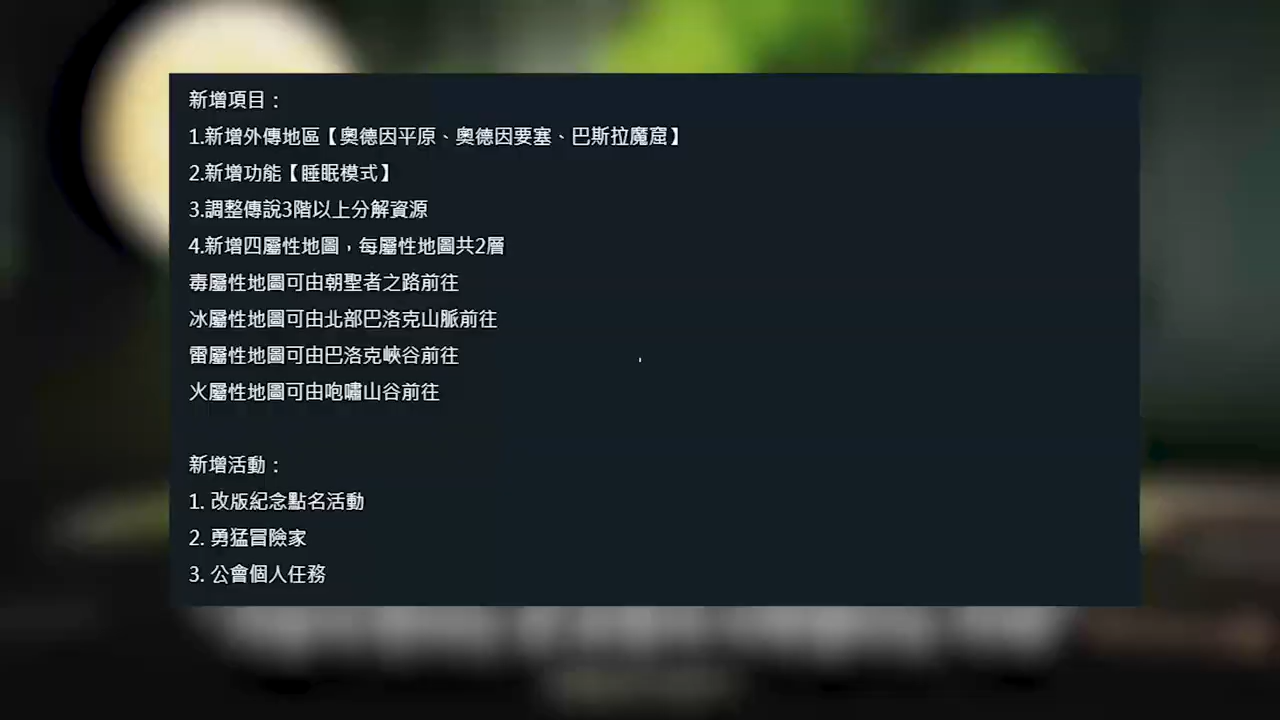 新增項目：
1.新增外傳地區【奧德因平原、奧德因要塞、巴斯拉魔窟】
2.新增功能【睡眠模式】
3.調整傳說3階以上分解資源
4.新增四屬性地圖，每屬性地圖共2層
毒屬性地圖可由朝聖者之路前往
冰屬性地圖可由北部巴洛克山脈前往
雷屬性地圖可由巴洛克峽谷前往
火屬性地圖可由咆嘯山谷前往
新增活動：
1. 改版紀念點名活動
2. 勇猛冒險家
3. 公會個人任務